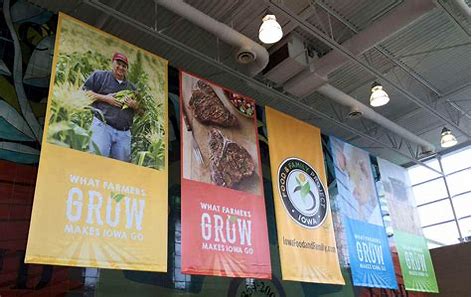 WHAT FARMERS
GROW
MAKES IOWA GO
WHAT FARMERS
GROW
MAKES IOWA GO
FOOD & FAMILY PROJECT
IOWA
IowaFoodandFamily.com
GROW
MAKES IOWA GO
GROW